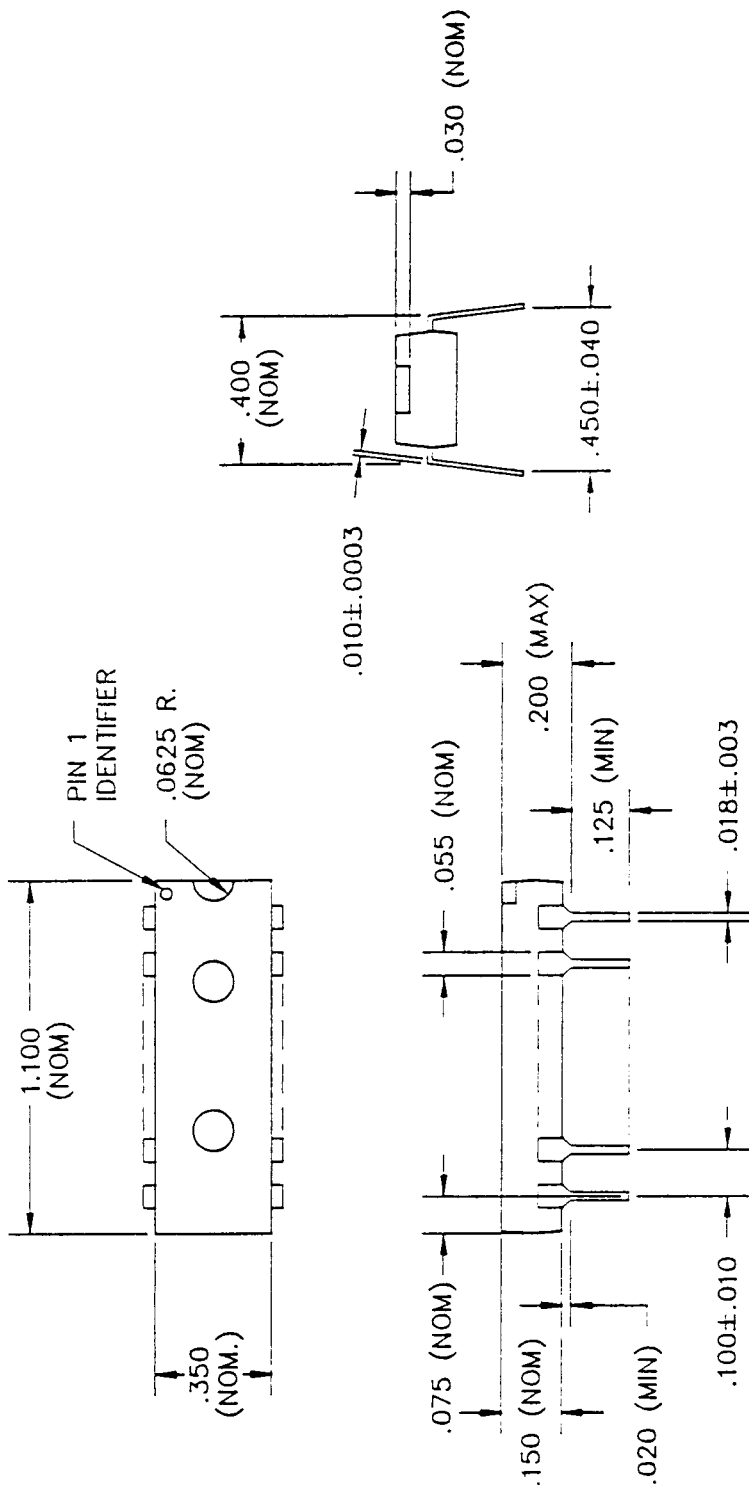 1.100
(NOM)
PIN 1
IDENTIFIER
.0625 R.
(NOM)
.350
(NOM.)
.400
(NOM)
.030 (NOM)
.010±.0003
.450±.040
.075 (NOM)
.055 (NOM)
.200 (MAX)
.150 (NOM)
.125 (MIN)
.020 (MIN)
.100±.010
.018±.003